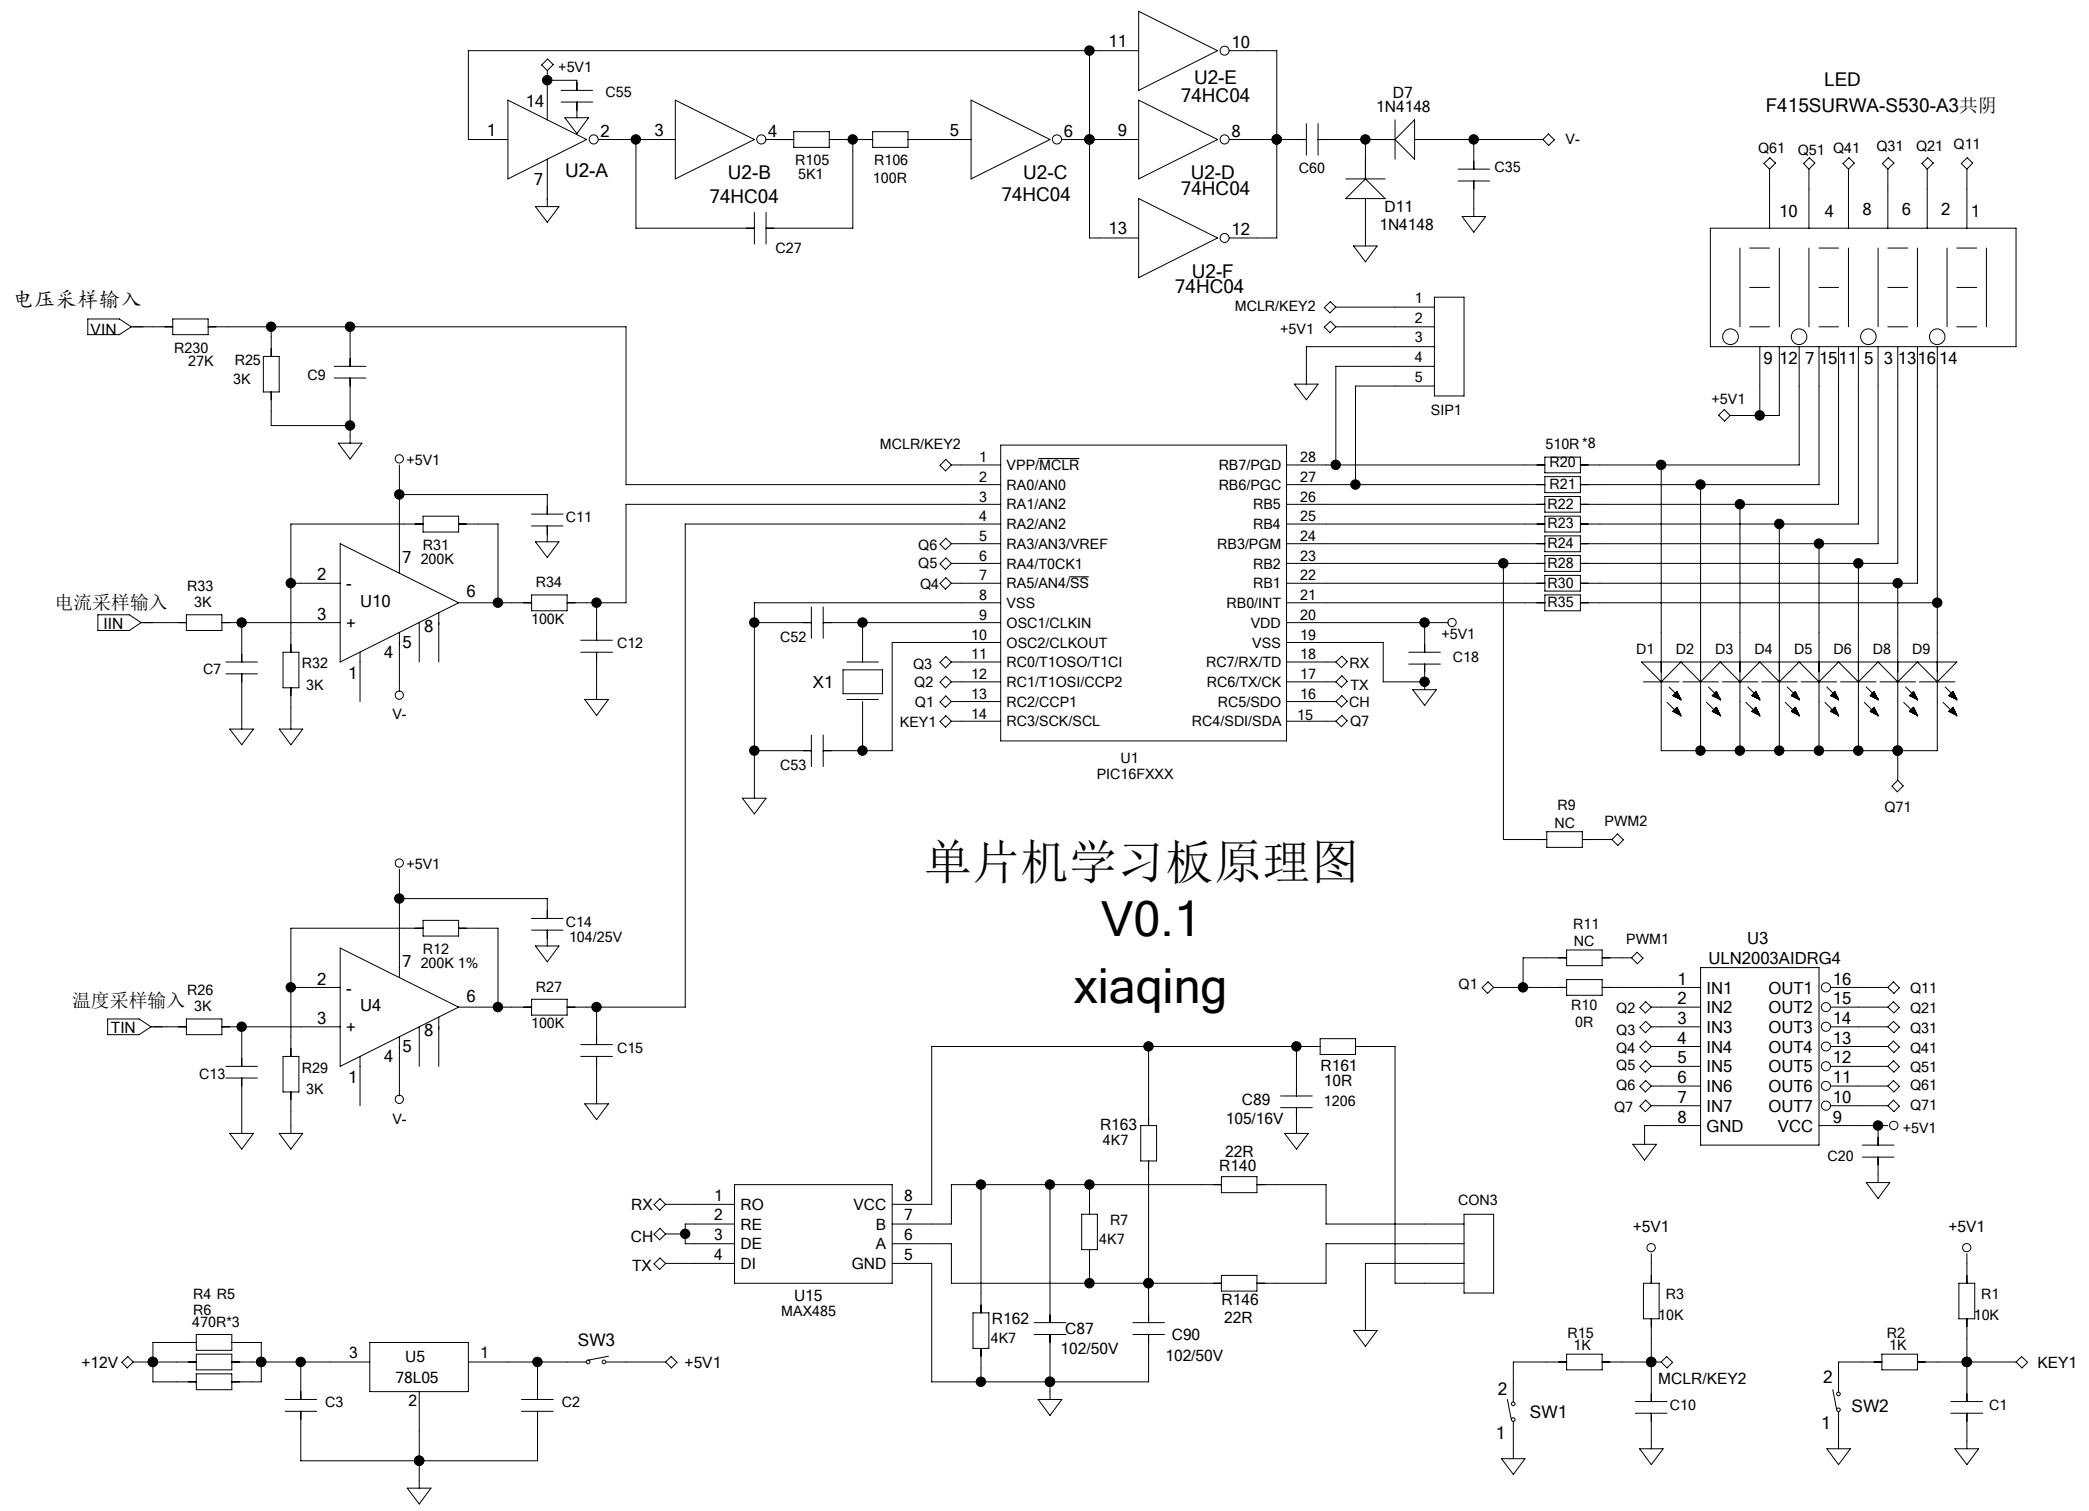 +5V1
C55
14
1
2
7
U2-A
3
4
U2-B
74HC04
R105
5K1
R106
100R
C27
5
6
U2-C
74HC04
11
10
U2-E
74HC04
9
8
U2-D
74HC04
13
12
U2-F
74HC04
C60
D7
1N4148
D11
1N4148
C35
V-
LED
F415SURWA-S530-A3共阴
Q61 Q51 Q41 Q31 Q21 Q11
10 4 8 6 2 1
9 12 7 15 11 5 3 13 16 14
+5V1
电压采样输入
VIN
R230
27K
R25
3K
C9
MCLR/KEY2
+5V1
1
2
3
4
5
SIP1
+5V1
C11
R31
200K
7
2
-
3
+
U10
6
8
5
4
1
V-
电流采样输入
IIN
R33
3K
C7
R32
3K
R34
100K
C12
MCLR/KEY2
1 VPP/MCLR
2 RA0/AN0
3 RA1/AN2
4 RA2/AN2
Q6 5 RA3/AN3/VREF
Q5 6 RA4/T0CK1
Q4 7 RA5/AN4/SS
8 VSS
9 OSC1/CLKIN
10 OSC2/CLKOUT
Q3 11 RC0/T1OSO/T1CI
Q2 12 RC1/T1OSI/CCP2
Q1 13 RC2/CCP1
KEY1 14 RC3/SCK/SCL
RB7/PGD 28
RB6/PGC 27
RB5 26
RB4 25
RB3/PGM 24
RB2 23
RB1 22
RB0/INT 21
VDD 20
VSS 19
RC7/RX/TD 18 RX
RC6/TX/CK 17 TX
RC5/SDO 16 CH
RC4/SDI/SDA 15 Q7
U1
PIC16FXXX
C52
X1
C53
+5V1
C18
510R *8
R20
R21
R22
R23
R24
R28
R30
R35
D1 D2 D3 D4 D5 D6 D8 D9
Q71
R9
NC
PWM2
单片机学习板原理图
V0.1
xiaqing
+5V1
C14
104/25V
R12
200K 1%
7
2
-
3
+
U4
6
8
5
4
1
V-
温度采样输入
TIN
R26
3K
C13
R29
3K
R27
100K
C15
R11
NC
PWM1
Q1
R10
0R
U3
ULN2003AIDRG4
1 IN1 OUT1 16 Q11
Q2 2 IN2 OUT2 15 Q21
Q3 3 IN3 OUT3 14 Q31
Q4 4 IN4 OUT4 13 Q41
Q5 5 IN5 OUT5 12 Q51
Q6 6 IN6 OUT6 11 Q61
Q7 7 IN7 OUT7 10 Q71
8 GND VCC 9 +5V1
C20
R161
10R
1206
C89
105/16V
R163
4K7
22R
R140
CON3
RX 1 RO VCC 8
2 RE B 7
CH 3 DE A 6
TX 4 DI GND 5
U15
MAX485
R7
4K7
R146
22R
R162
4K7
C87
102/50V
C90
102/50V
R4 R5
R6
470R*3
+12V
C3
3
U5
78L05
1
2
C2
SW3
+5V1
+5V1
R3
10K
R15
1K
MCLR/KEY2
2
SW1
1
C10
+5V1
R1
10K
R2
1K
KEY1
2
SW2
1
C1